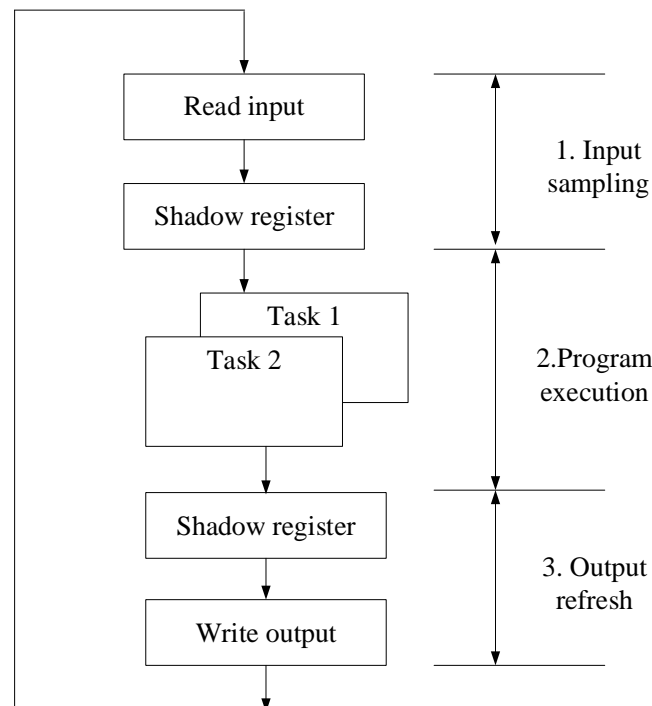 Read input
1. Input
sampling
Shadow register
Task 1
Task 2
2.Program
execution
Shadow register
3. Output
refresh
Write output